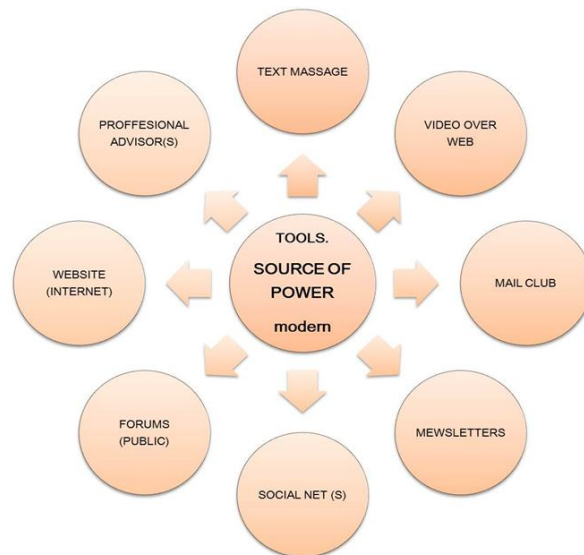 TEXT MASSAGE
PROFFESIONAL
ADVISOR(S)
VIDEO OVER
WEB
TOOLS.
SOURCE OF
POWER
modern
WEBSITE
(INTERNET)
MAIL CLUB
FORUMS
(PUBLIC)
MEWSLETTERS
SOCIAL NET (S)